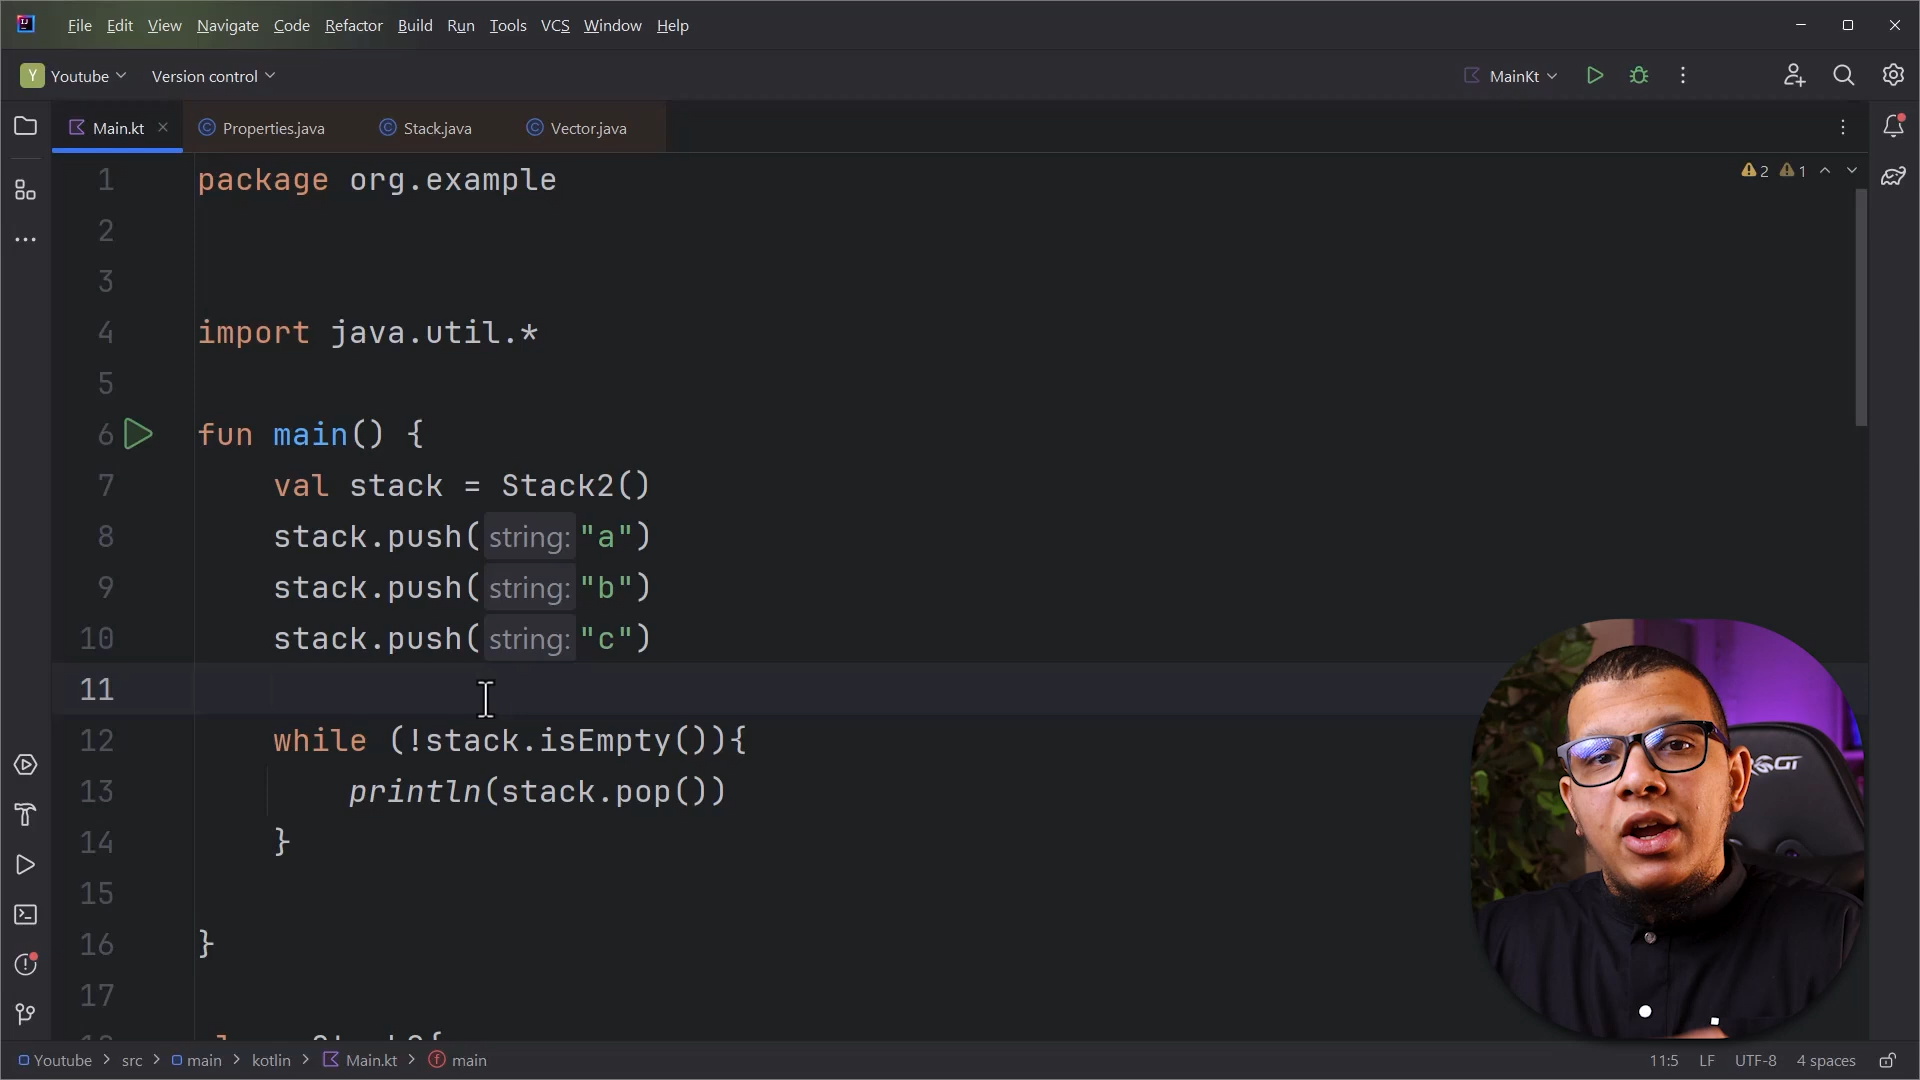 File Edit View Navigate Code Refactor Build Run Tools VCS Window Help
Y Youtube Version control MainKt
Main.kt Properties.java Stack.java Vector.java
2 1
1 package org.example
2
3
4 import java.util.*
5
6 fun main() {
7 val stack = Stack2()
8 stack.push( string: "a")
9 stack.push( string: "b")
10 stack.push( string: "c")
11
12 while (!stack.isEmpty()){
13 println(stack.pop())
14 }
15
16 }
17
Youtube > src > main > kotlin > Main.kt > main 11:5 LF UTF-8 4 spaces